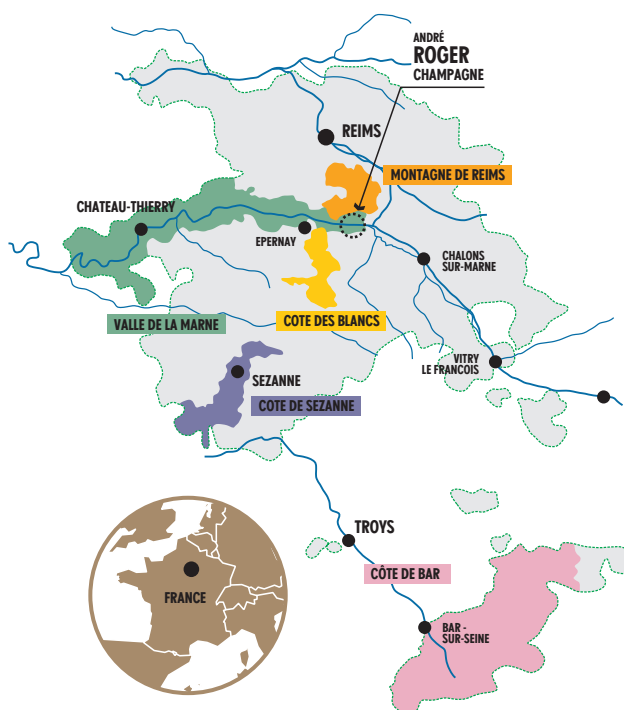 ANDRÉ
ROGER
CHAMPAGNE
REIMS
MONTAGNE DE REIMS
CHATEAU-THIERRY
EPERNAY
CHALONS
SUR-MARNE
VALLE DE LA MARNE
COTE DES BLANCS
VITRY
LE FRANCOIS
SEZANNE
COTE DE SEZANNE
TROYS
CÔTE DE BAR
FRANCE
BAR -
SUR-SEINE